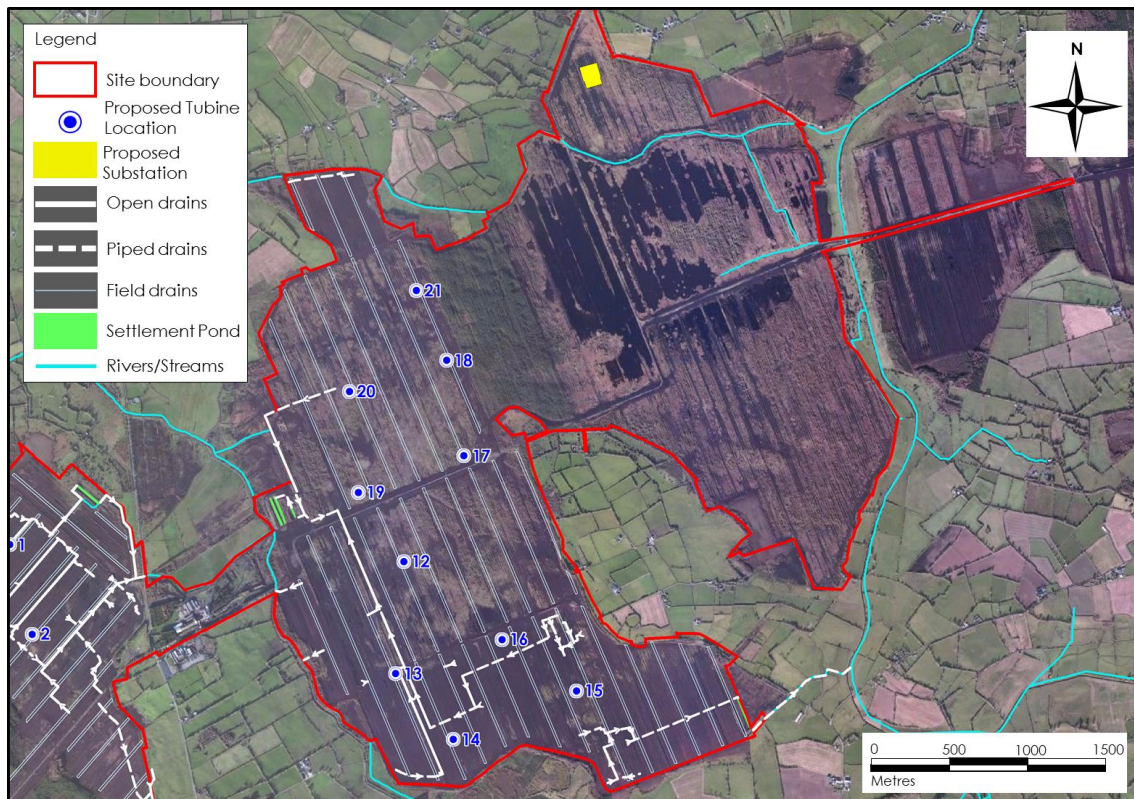 Legend
Site boundary
Proposed Tubine
Location
Proposed
Substation
Open drains
Piped drains
Field drains
Settlement Pond
Rivers/Streams
N
21
18
20
17
19
1
12
2
16
13
15
14
0 500 1000 1500
Metres